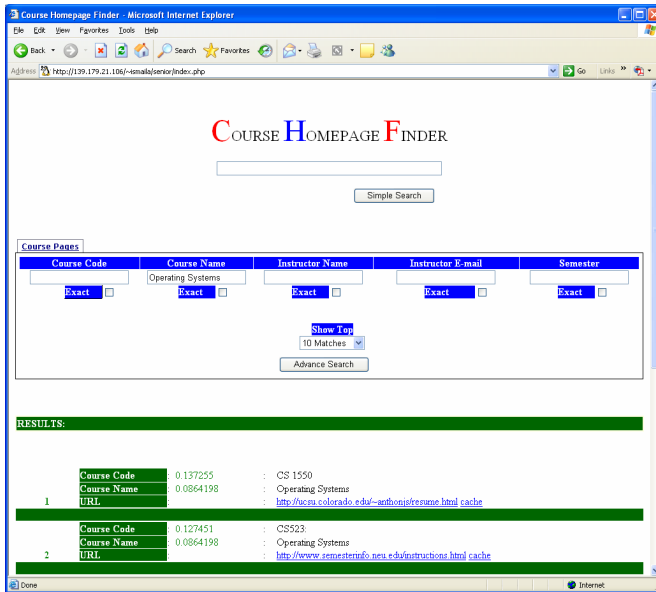 Course Homepage Finder - Microsoft Internet Explorer
File Edit View Favorites Tools Help
Back Search Favorites
Address http://139.179.21.106/~ismaila/senior/index.php Go Links »
COURSE HOMEPAGE FINDER
Simple Search
Course Pages
Course Code Course Name Instructor Name Instructor E-mail Semester
Operating Systems
Exact Exact Exact Exact Exact
Show Top
10 Matches
Advance Search
RESULTS:
Course Code : 0.137255 : CS 1550
Course Name : 0.0864198 : Operating Systems
1 URL : : http://ucsu.colorado.edu/~anthonjs/resume.html cache
Course Code : 0.127451 : CS523:
Course Name : 0.0864198 : Operating Systems
2 URL : : http://www.semesterinfo.neu.edu/instructions.html cache
Done Internet